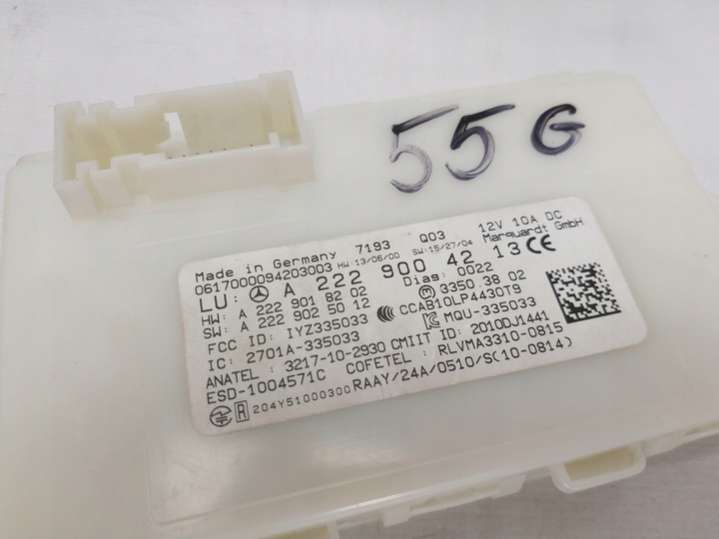 55G
Made in Germany 7193 Q03 12V 10A DC
0617000094203003 HW:13/06/00 SW:15/27/04 Marquardt GmbH
LU: A 222 900 42 13 CE
HW: A 222 901 82 02 Diag: 0022
SW: A 222 902 50 12 3350 38 02
FCC ID: IYZ335033 CCAB10LP4430T9
IC: 2701A-335033 MQU-335033
ANATEL: 3217-10-2930 CMIIT ID: 2010DJ1441
ESD-1004571C COFETEL: RLVMA3310-0815
R 204Y51000300 RAAY/24A/0510/S(10-0814)